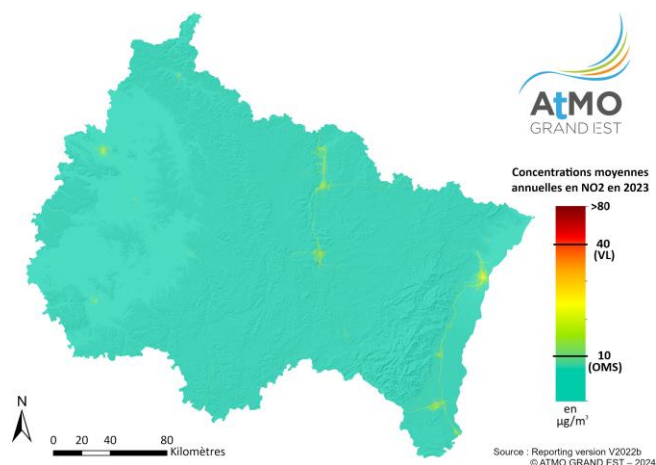 AtMO
GRAND EST
Concentrations moyennes
annuelles en NO2 en 2023
>80
40
(VL)
10
(OMS)
en
µg/m³
N
0 20 40 80
Kilomètres
Source : Reporting version V2022b
© ATMO GRAND EST – 2024